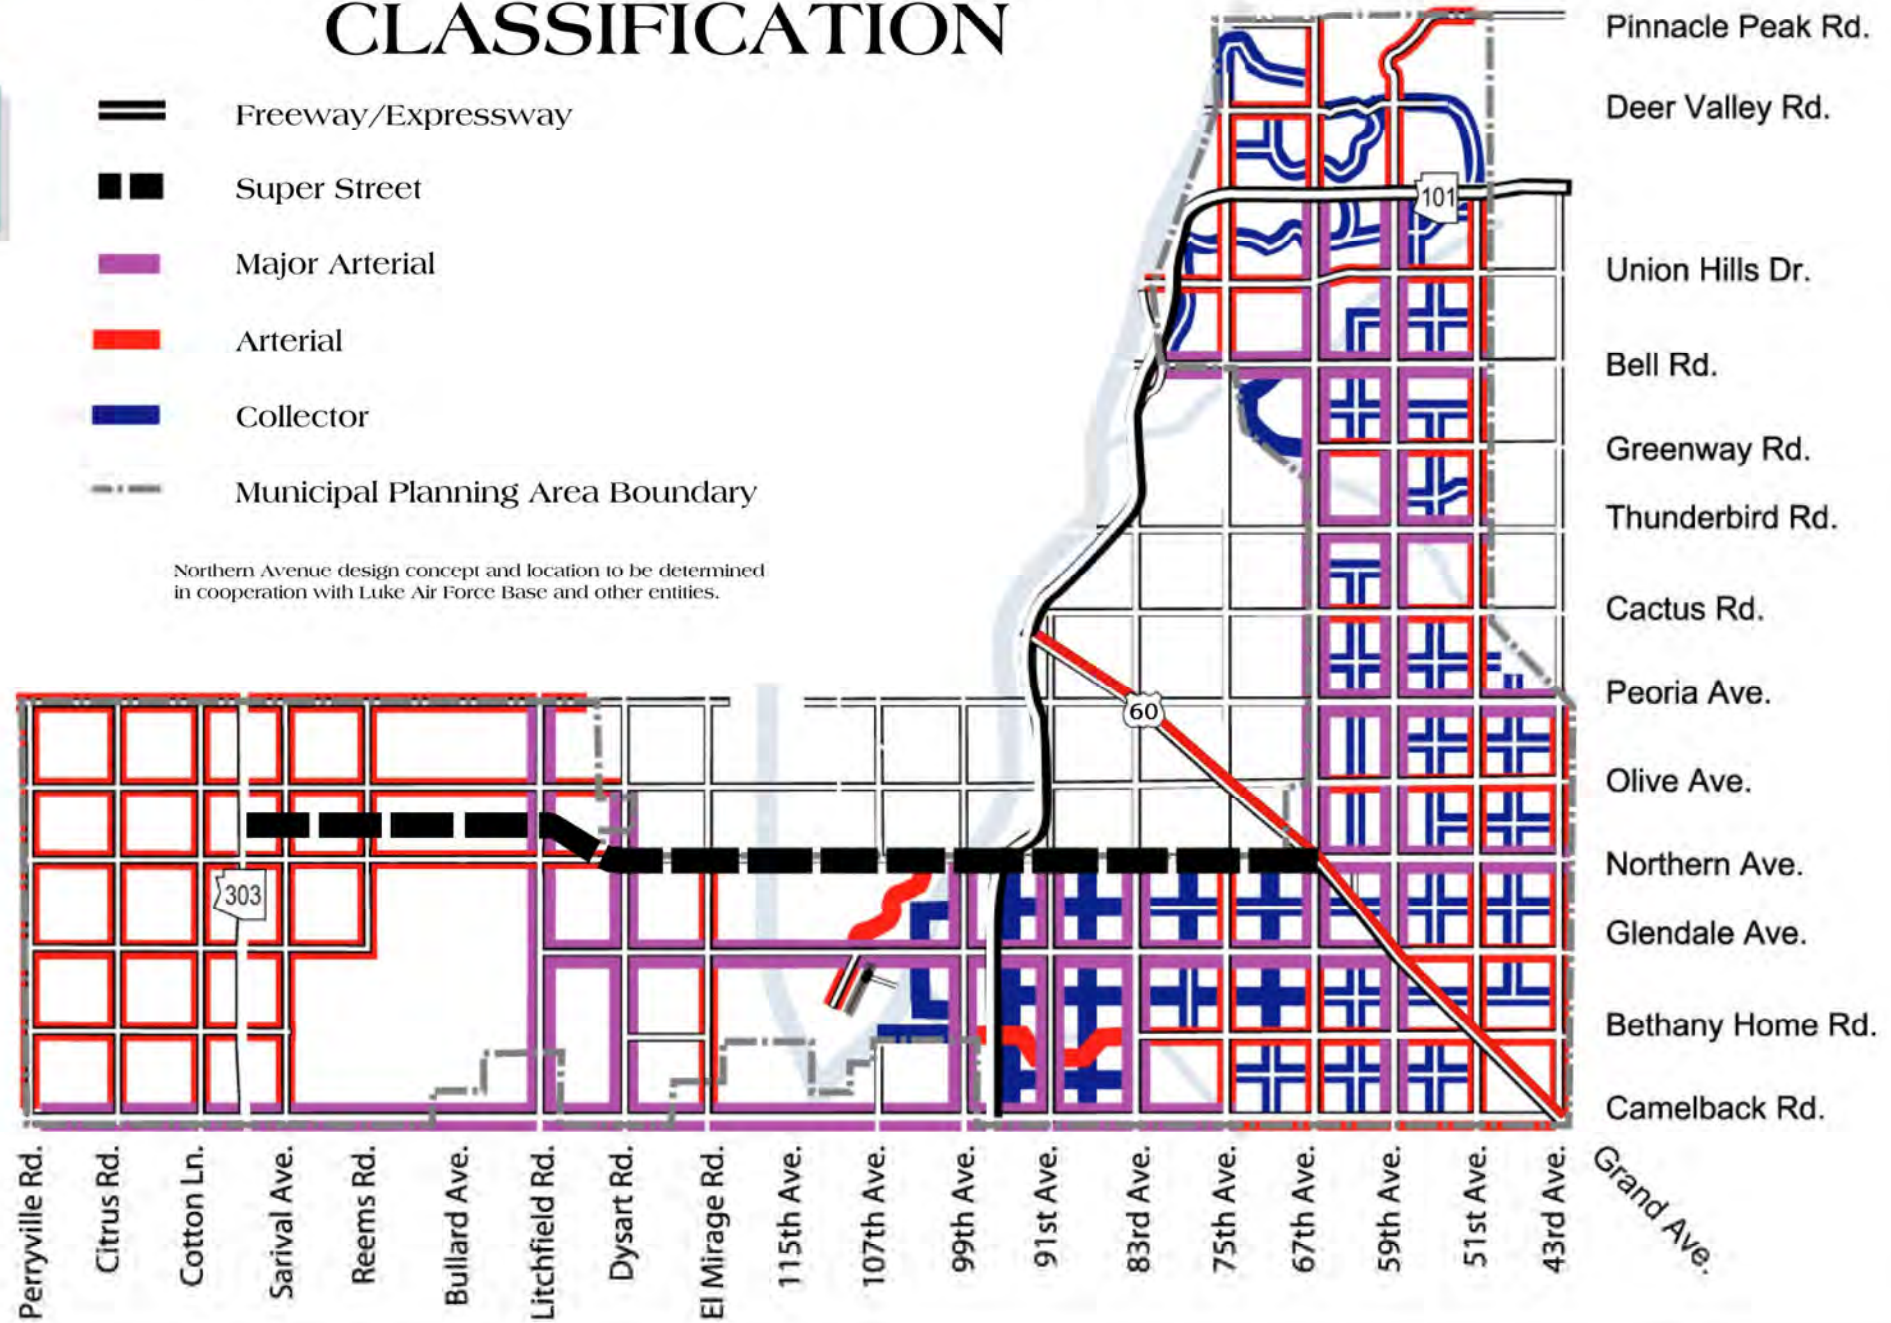 CLASSIFICATION
Freeway/Expressway
Super Street
Major Arterial
Arterial
Collector
Municipal Planning Area Boundary
Northern Avenue design concept and location to be determined
in cooperation with Luke Air Force Base and other entities.
Pinnacle Peak Rd.
Deer Valley Rd.
101
Union Hills Dr.
Bell Rd.
Greenway Rd.
Thunderbird Rd.
Cactus Rd.
Peoria Ave.
60
Olive Ave.
Northern Ave.
303
Glendale Ave.
Bethany Home Rd.
Camelback Rd.
Perryville Rd.
Citrus Rd.
Cotton Ln.
Sarival Ave.
Reems Rd.
Bullard Ave.
Litchfield Rd.
Dysart Rd.
El Mirage Rd.
115th Ave.
107th Ave.
99th Ave.
91st Ave.
83rd Ave.
75th Ave.
67th Ave.
59th Ave.
51st Ave.
43rd Ave.
Grand Ave.